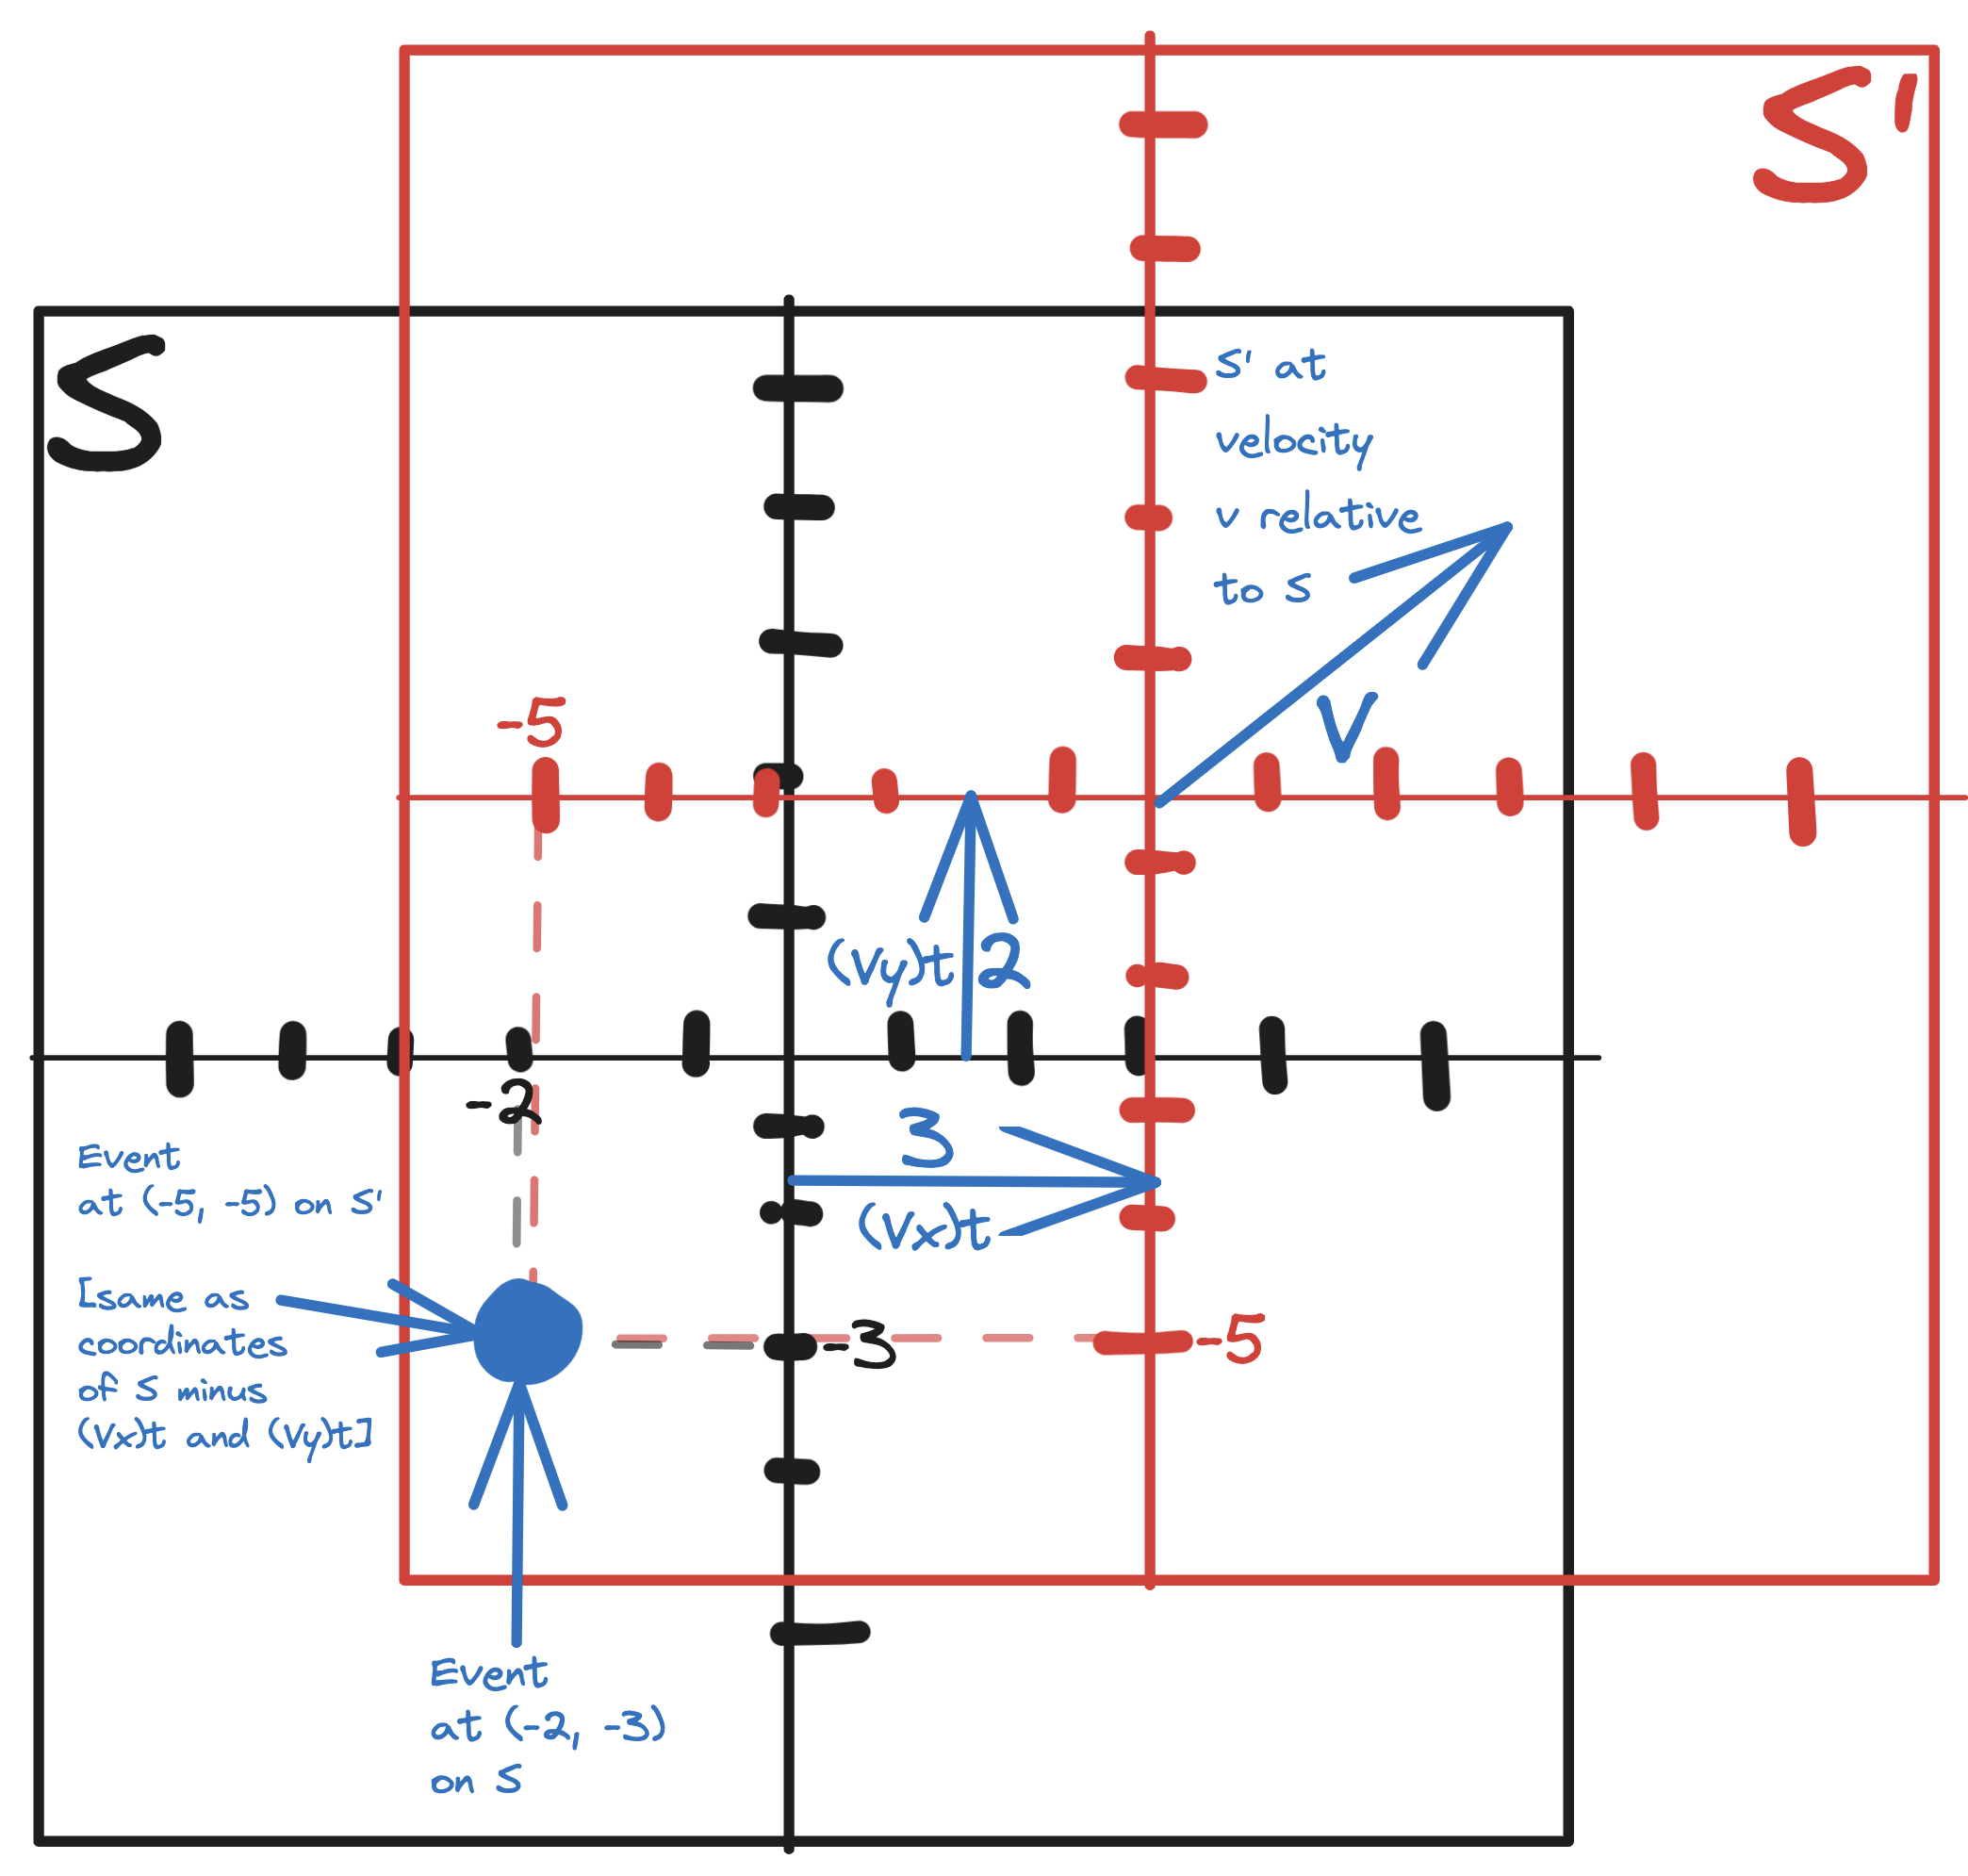 S'
S
S' at
velocity
v relative
to S
V
-5
(Vy)t 2
-2
3
(Vx)t
Event
at (-5, -5) on S'
[same as
coordinates
of S minus
(Vx)t and (Vy)t]
-3
-5
Event
at (-2, -3)
on S